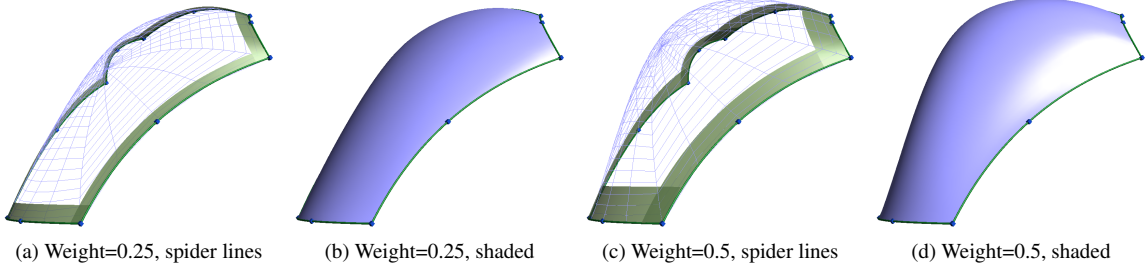 (a) Weight=0.25, spider lines
(b) Weight=0.25, shaded
(c) Weight=0.5, spider lines
(d) Weight=0.5, shaded